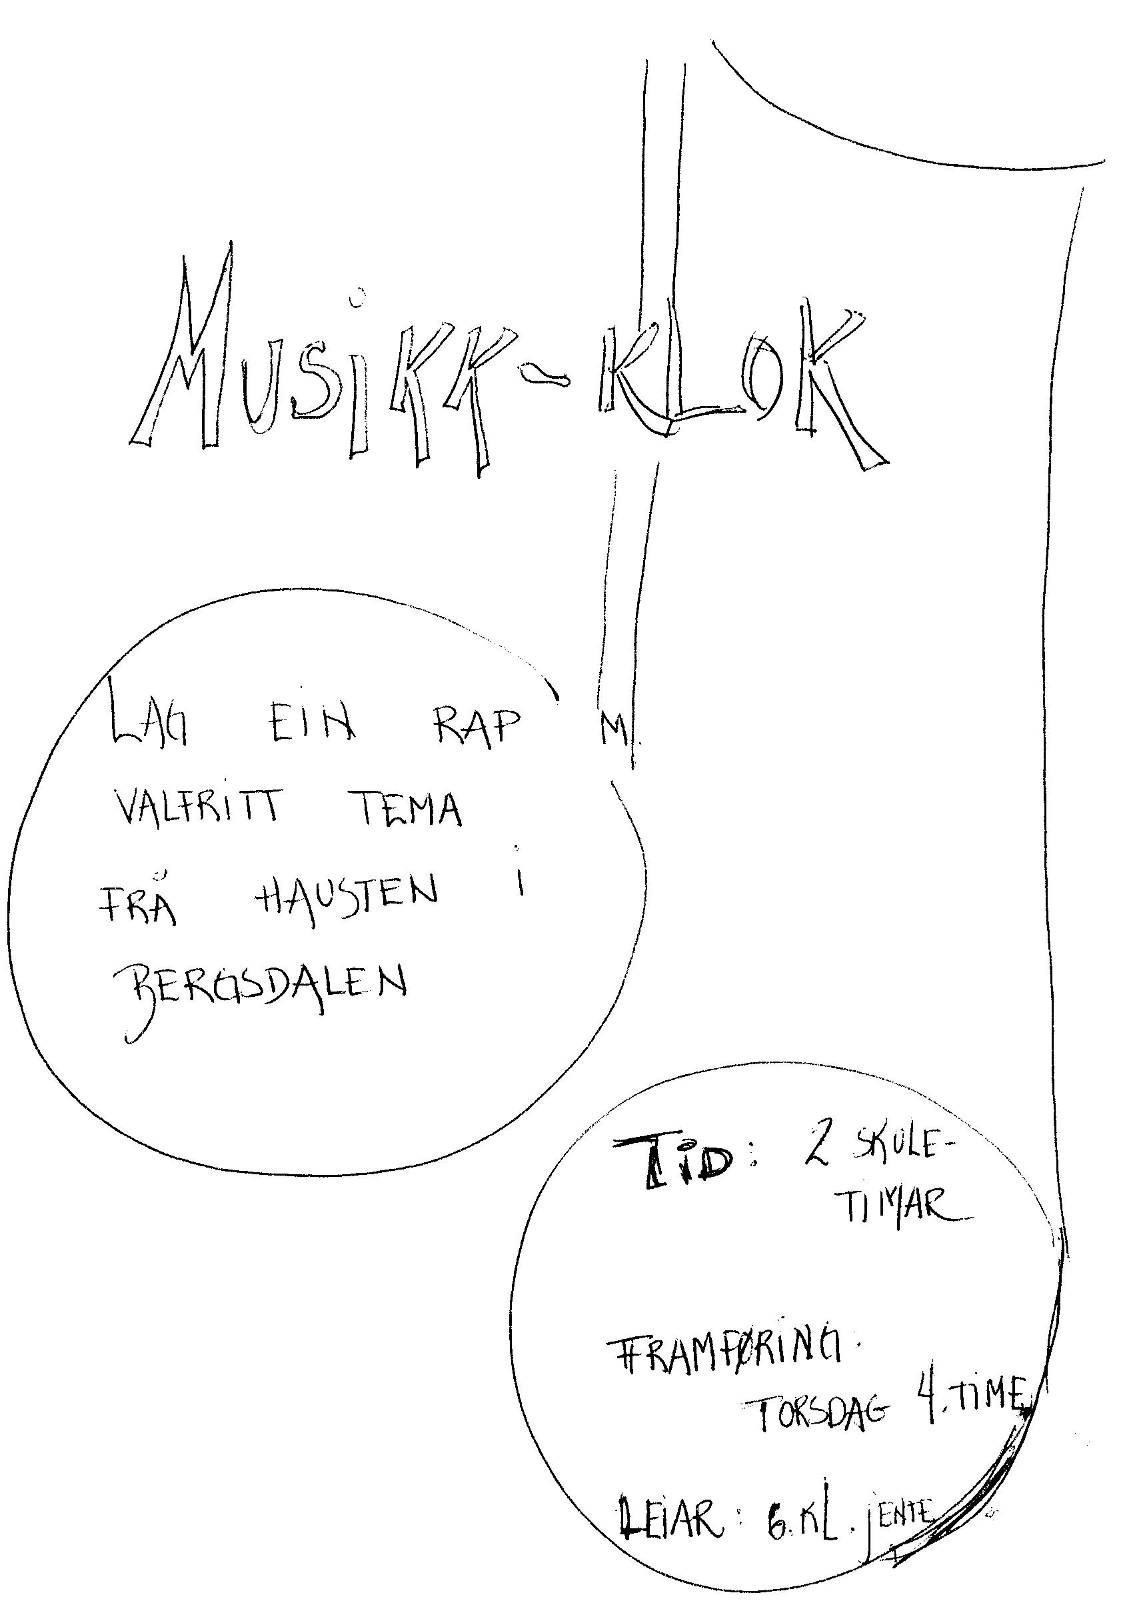 MUSiKK-KLOK
LAG EiN RAP M.
VALFRiTT TEMA
FRÅ HAUSTEN i
BERGSDALEN
TiD: 2 SKULE-
TiMAR
FRAMFØRiNG.
TORSDAG 4. TiME
LEiAR: 6. KL. jENTE